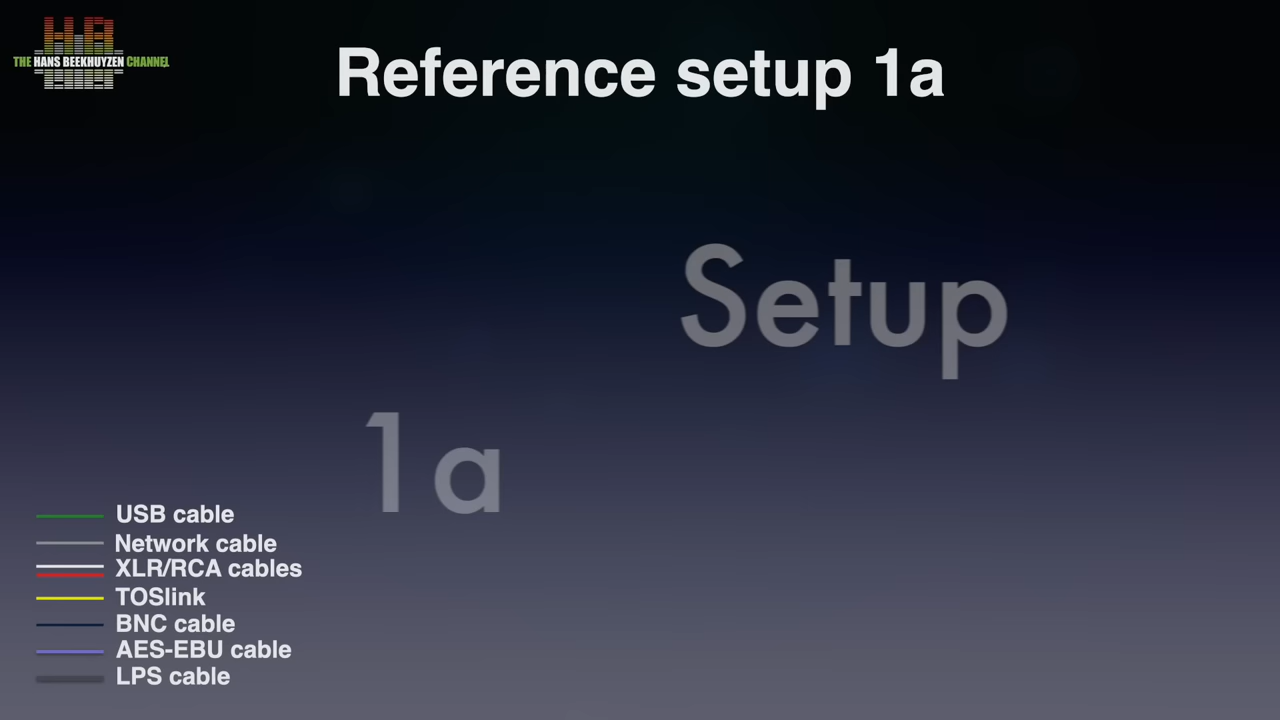 THE HANS BEEKHUYZEN CHANNEL
Reference setup 1a
Setup
1a
USB cable
Network cable
XLR/RCA cables
TOSlink
BNC cable
AES-EBU cable
LPS cable